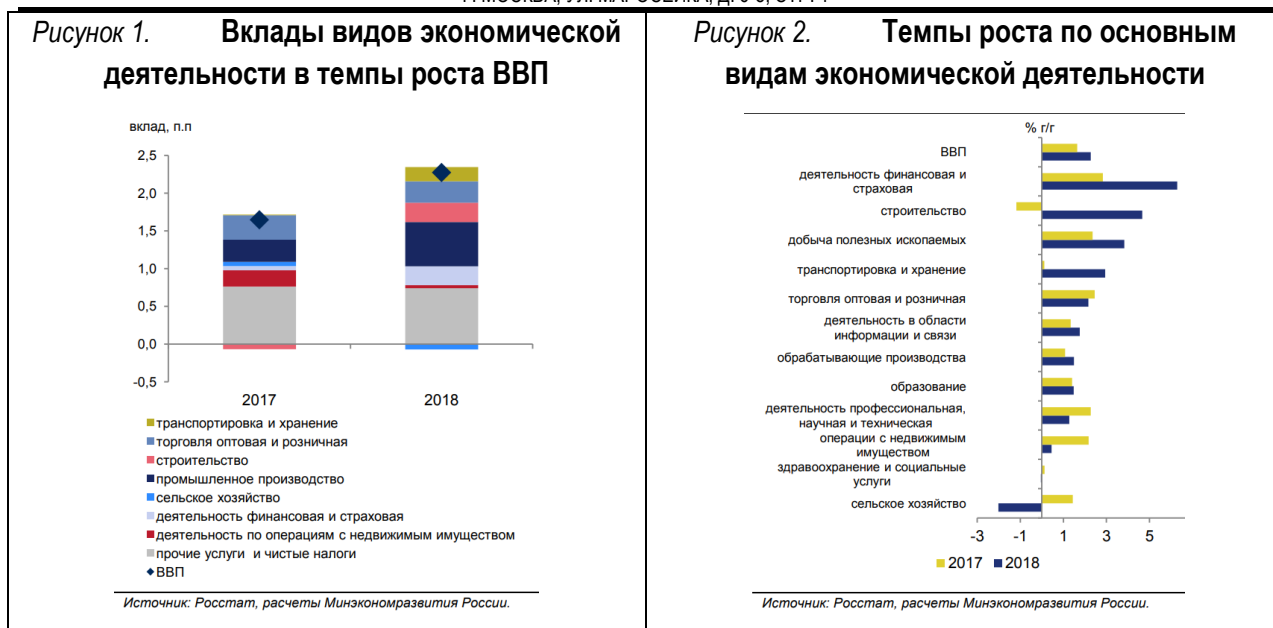 Рисунок 1. Вклады видов экономической
деятельности в темпы роста ВВП
вклад, п.п
2,5
2,0
1,5
1,0
0,5
0,0
-0,5
2017 2018
транспортировка и хранение
торговля оптовая и розничная
строительство
промышленное производство
сельское хозяйство
деятельность финансовая и страховая
деятельность по операциям с недвижимым имуществом
прочие услуги и чистые налоги
ВВП
Источник: Росстат, расчеты Минэкономразвития России.
Рисунок 2. Темпы роста по основным
видам экономической деятельности
% г/г
ВВП
деятельность финансовая и
страховая
строительство
добыча полезных ископаемых
транспортировка и хранение
торговля оптовая и розничная
деятельность в области
информации и связи
обрабатывающие производства
образование
деятельность профессиональная,
научная и техническая
операции с недвижимым
имуществом
здравоохранение и социальные
услуги
сельское хозяйство
-3 -1 1 3 5
2017 2018
Источник: Росстат, расчеты Минэкономразвития России.